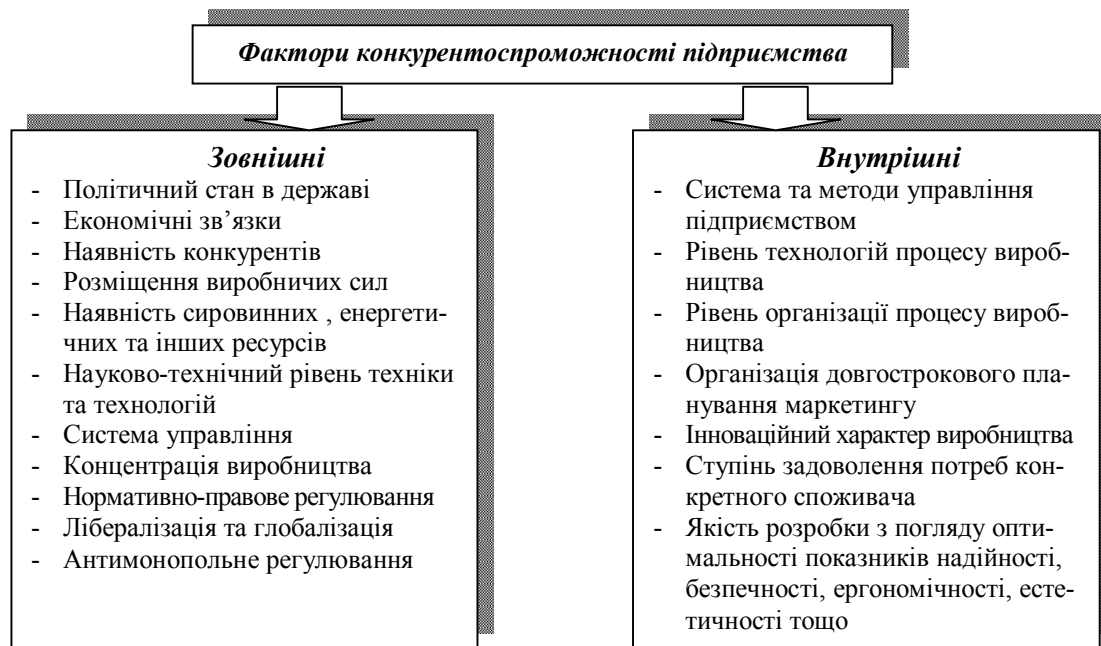 Фактори конкурентоспроможності підприємства
Зовнішні
- Політичний стан в державі
- Економічні зв’язки
- Наявність конкурентів
- Розміщення виробничих сил
- Наявність сировинних , енергети-
чних та інших ресурсів
- Науково-технічний рівень техніки
та технологій
- Система управління
- Концентрація виробництва
- Нормативно-правове регулювання
- Лібералізація та глобалізація
- Антимонопольне регулювання
Внутрішні
- Система та методи управління
підприємством
- Рівень технологій процесу вироб-
ництва
- Рівень організації процесу вироб-
ництва
- Організація довгострокового пла-
нування маркетингу
- Інноваційний характер виробництва
- Ступінь задоволення потреб кон-
кретного споживача
- Якість розробки з погляду опти-
мальності показників надійності,
безпечності, ергономічності, есте-
тичності тощо